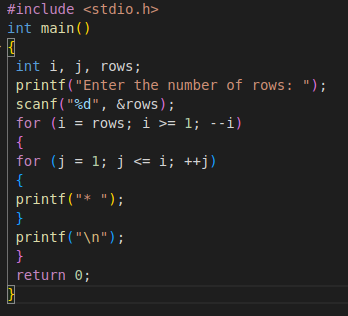 #include <stdio.h>
int main()
{
int i, j, rows;
printf("Enter the number of rows: ");
scanf("%d", &rows);
for (i = rows; i >= 1; --i)
{
for (j = 1; j <= i; ++j)
{
printf("* ");
}
printf("\n");
}
return 0;
}